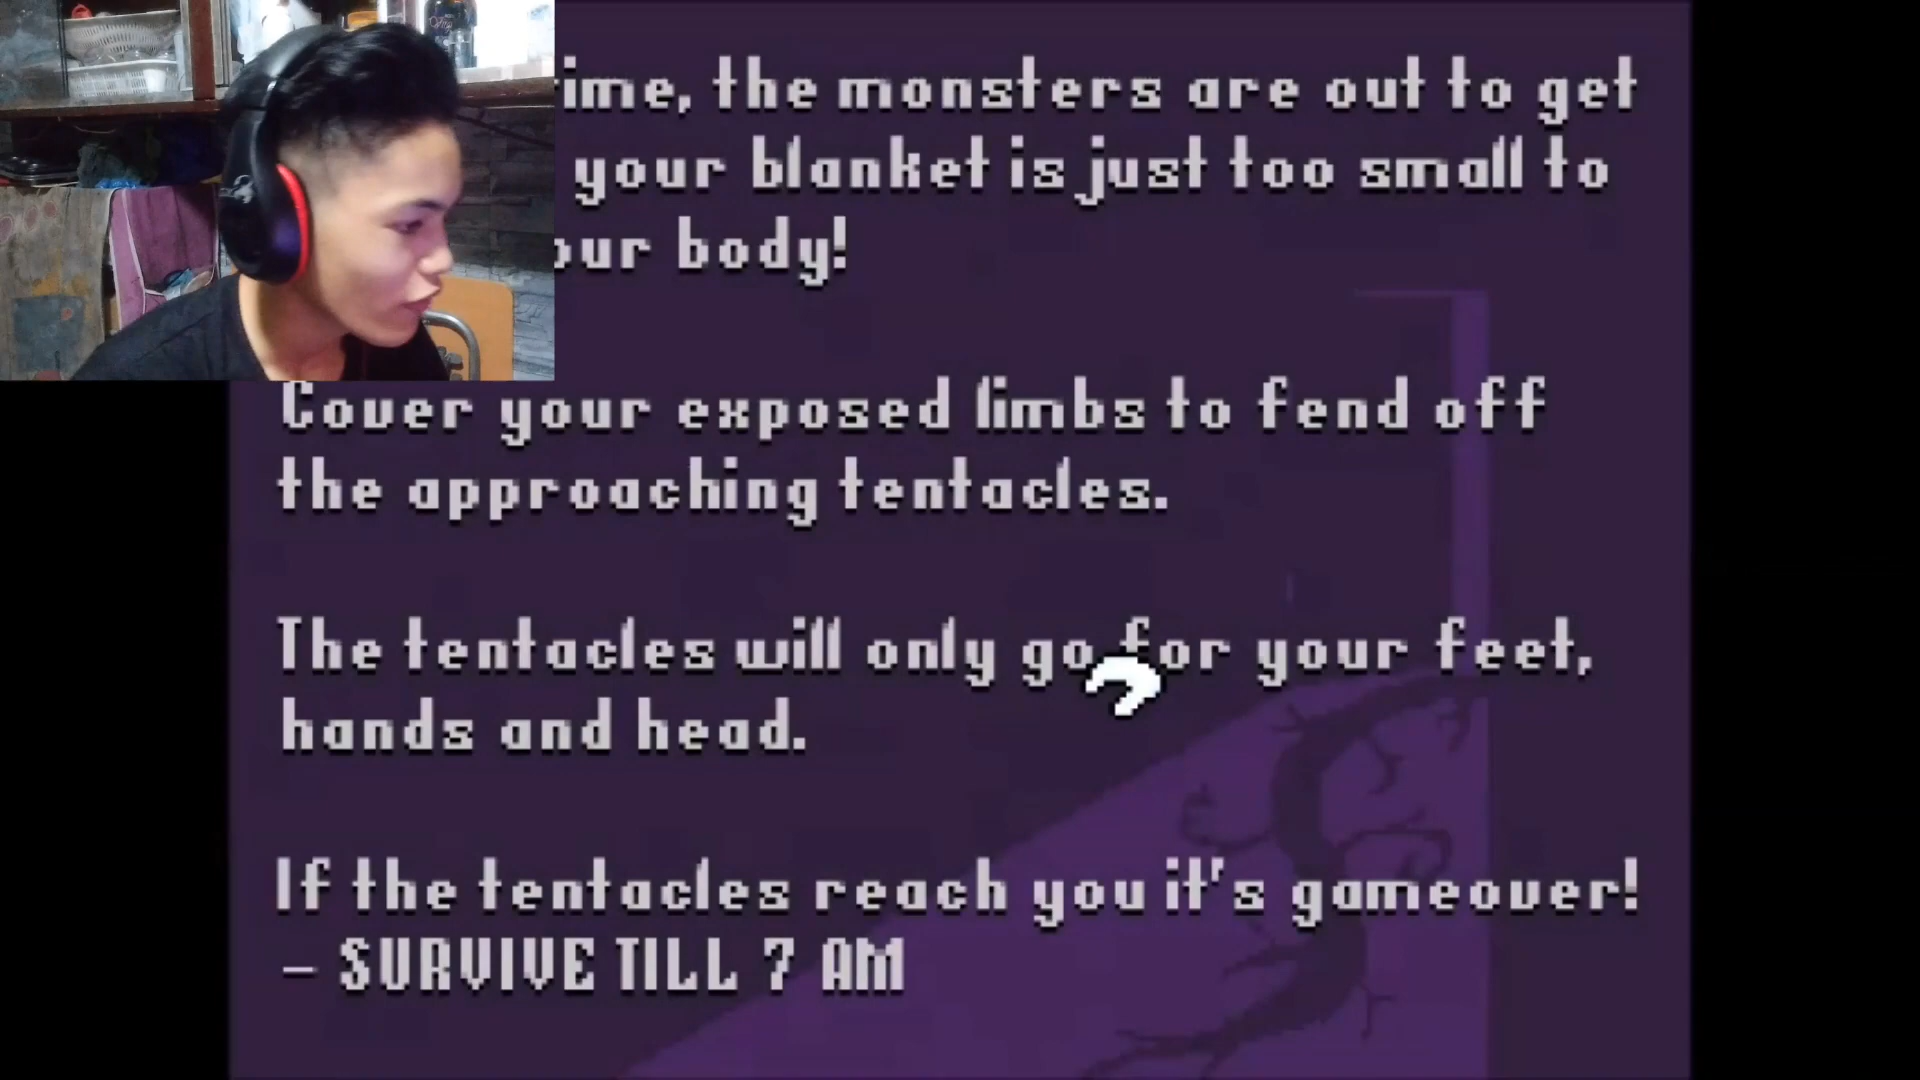 the monsters are out to get
your blanket is just too small to
body!
Cover your exposed limbs to fend off
the approaching tentacles.
The tentacles will only go for your feet,
hands and head.
If the tentacles reach you it's gameover!
– SURVIVE TILL 7 AM